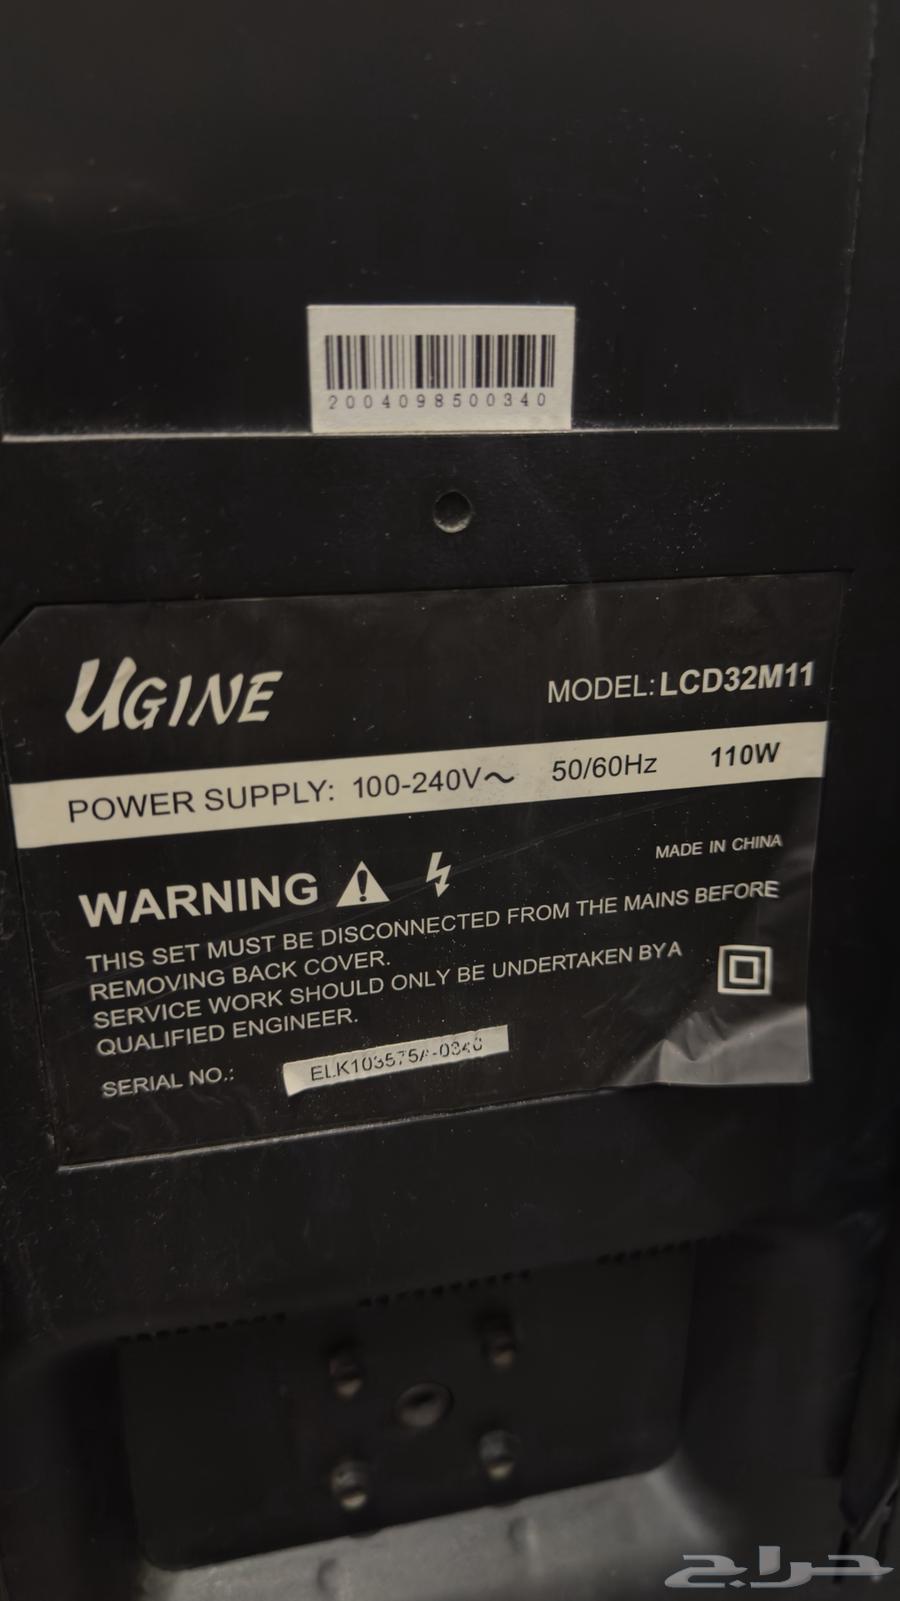 2004098500340
UGINE
MODEL: LCD32M11
POWER SUPPLY: 100-240V～ 50/60Hz 110W
MADE IN CHINA
WARNING
THIS SET MUST BE DISCONNECTED FROM THE MAINS BEFORE
REMOVING BACK COVER.
SERVICE WORK SHOULD ONLY BE UNDERTAKEN BY A
QUALIFIED ENGINEER.
SERIAL NO.:
حراج